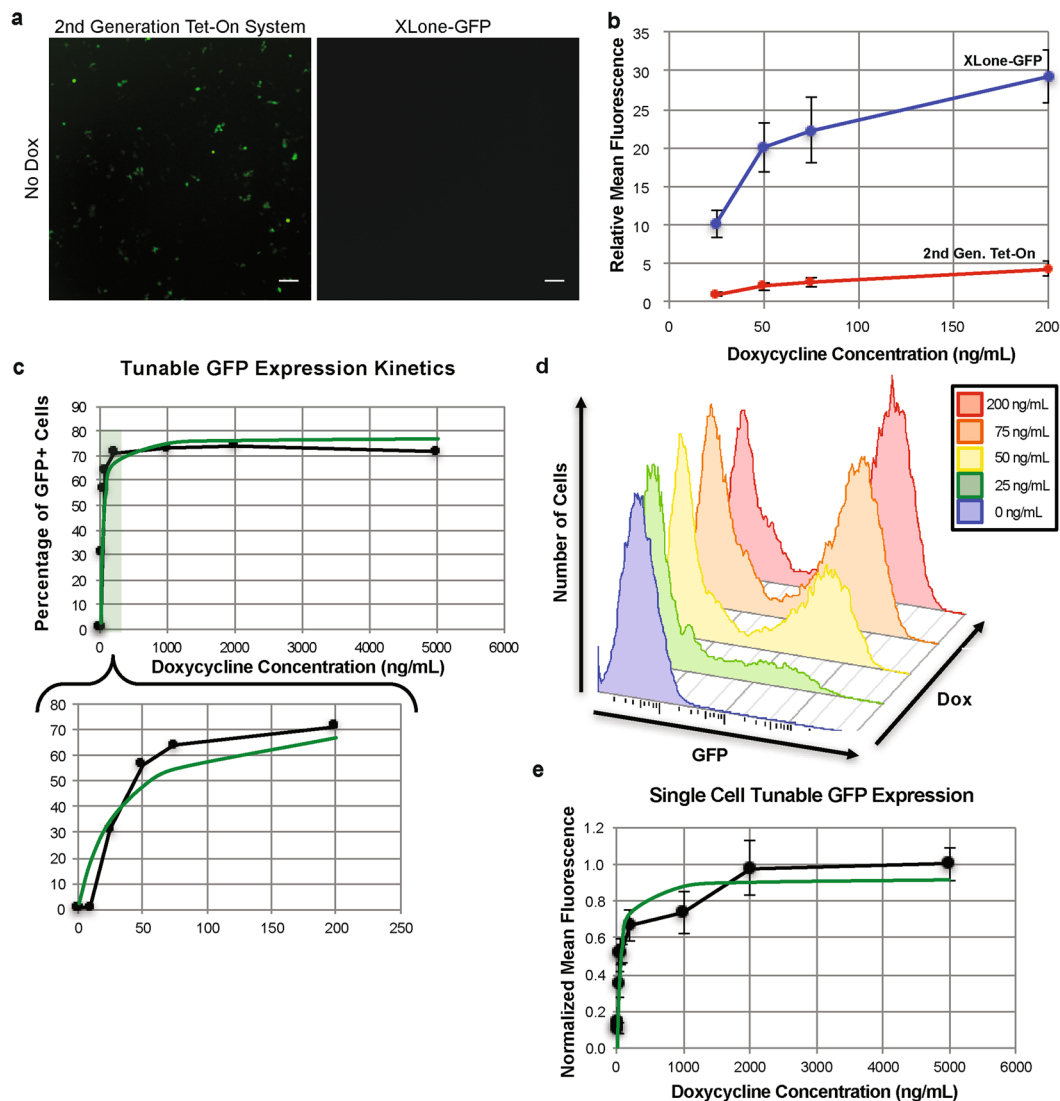 a
2nd Generation Tet-On System
XLone-GFP
No Dox
b
Relative Mean Fluorescence
35
30
25
20
15
10
5
0
XLone-GFP
2nd Gen. Tet-On
0
50
100
150
200
Doxycycline Concentration (ng/mL)
c
Tunable GFP Expression Kinetics
Percentage of GFP+ Cells
90
80
70
60
50
40
30
20
10
0
0
1000
2000
3000
4000
5000
6000
Doxycycline Concentration (ng/mL)
80
70
60
50
40
30
20
10
0
0
50
100
150
200
250
d
Number of Cells
200 ng/mL
75 ng/mL
50 ng/mL
25 ng/mL
0 ng/mL
GFP
Dox
e
Single Cell Tunable GFP Expression
Normalized Mean Fluorescence
1.2
1.0
0.8
0.6
0.4
0.2
0.0
0
1000
2000
3000
4000
5000
6000
Doxycycline Concentration (ng/mL)